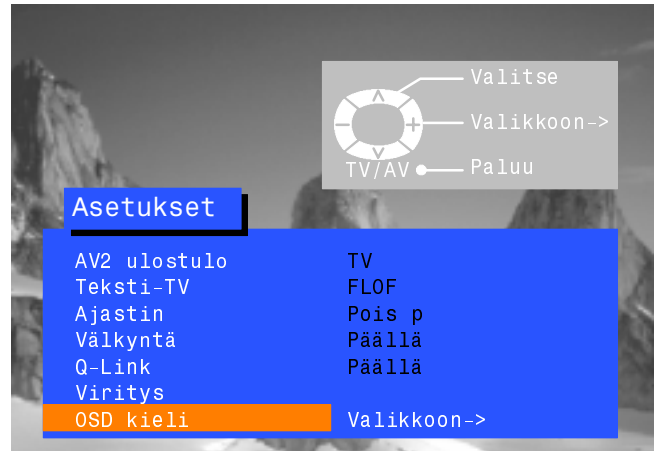 Valitse
Valikkoon->
TV/AV Paluu
Asetukset
AV2 ulostulo TV
Teksti-TV FLOF
Ajastin Pois p
Välkyntä Päällä
Q-Link Päällä
Viritys
OSD kieli Valikkoon->